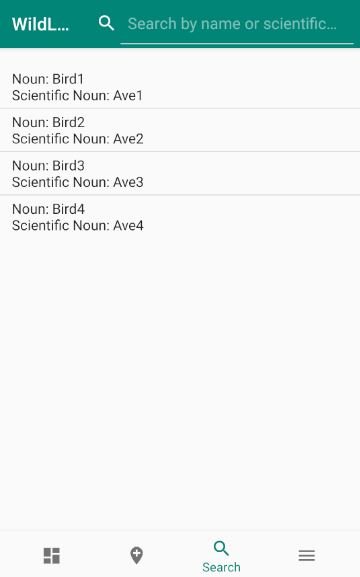 WildL...
Search by name or scientific...
Noun: Bird1
Scientific Noun: Ave1
Noun: Bird2
Scientific Noun: Ave2
Noun: Bird3
Scientific Noun: Ave3
Noun: Bird4
Scientific Noun: Ave4
Search